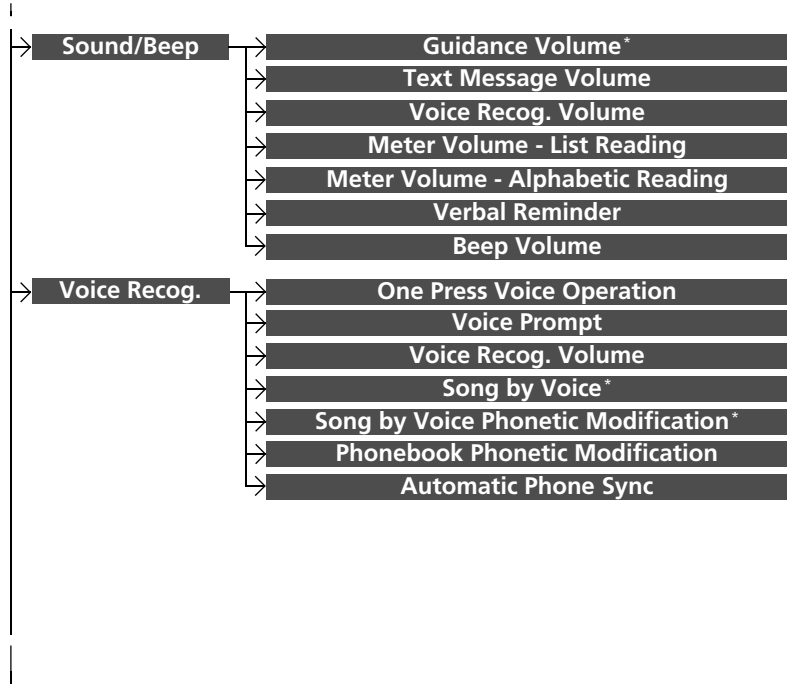 Sound/Beep
Guidance Volume*
Text Message Volume
Voice Recog. Volume
Meter Volume - List Reading
Meter Volume - Alphabetic Reading
Verbal Reminder
Beep Volume
Voice Recog.
One Press Voice Operation
Voice Prompt
Voice Recog. Volume
Song by Voice*
Song by Voice Phonetic Modification*
Phonebook Phonetic Modification
Automatic Phone Sync